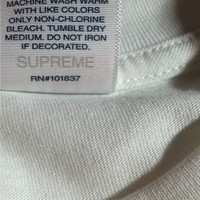 MACHINE WASH WARM
WITH LIKE COLORS
ONLY NON-CHLORINE
BLEACH. TUMBLE DRY
MEDIUM. DO NOT IRON
IF DECORATED.
SUPREME
RN#101837